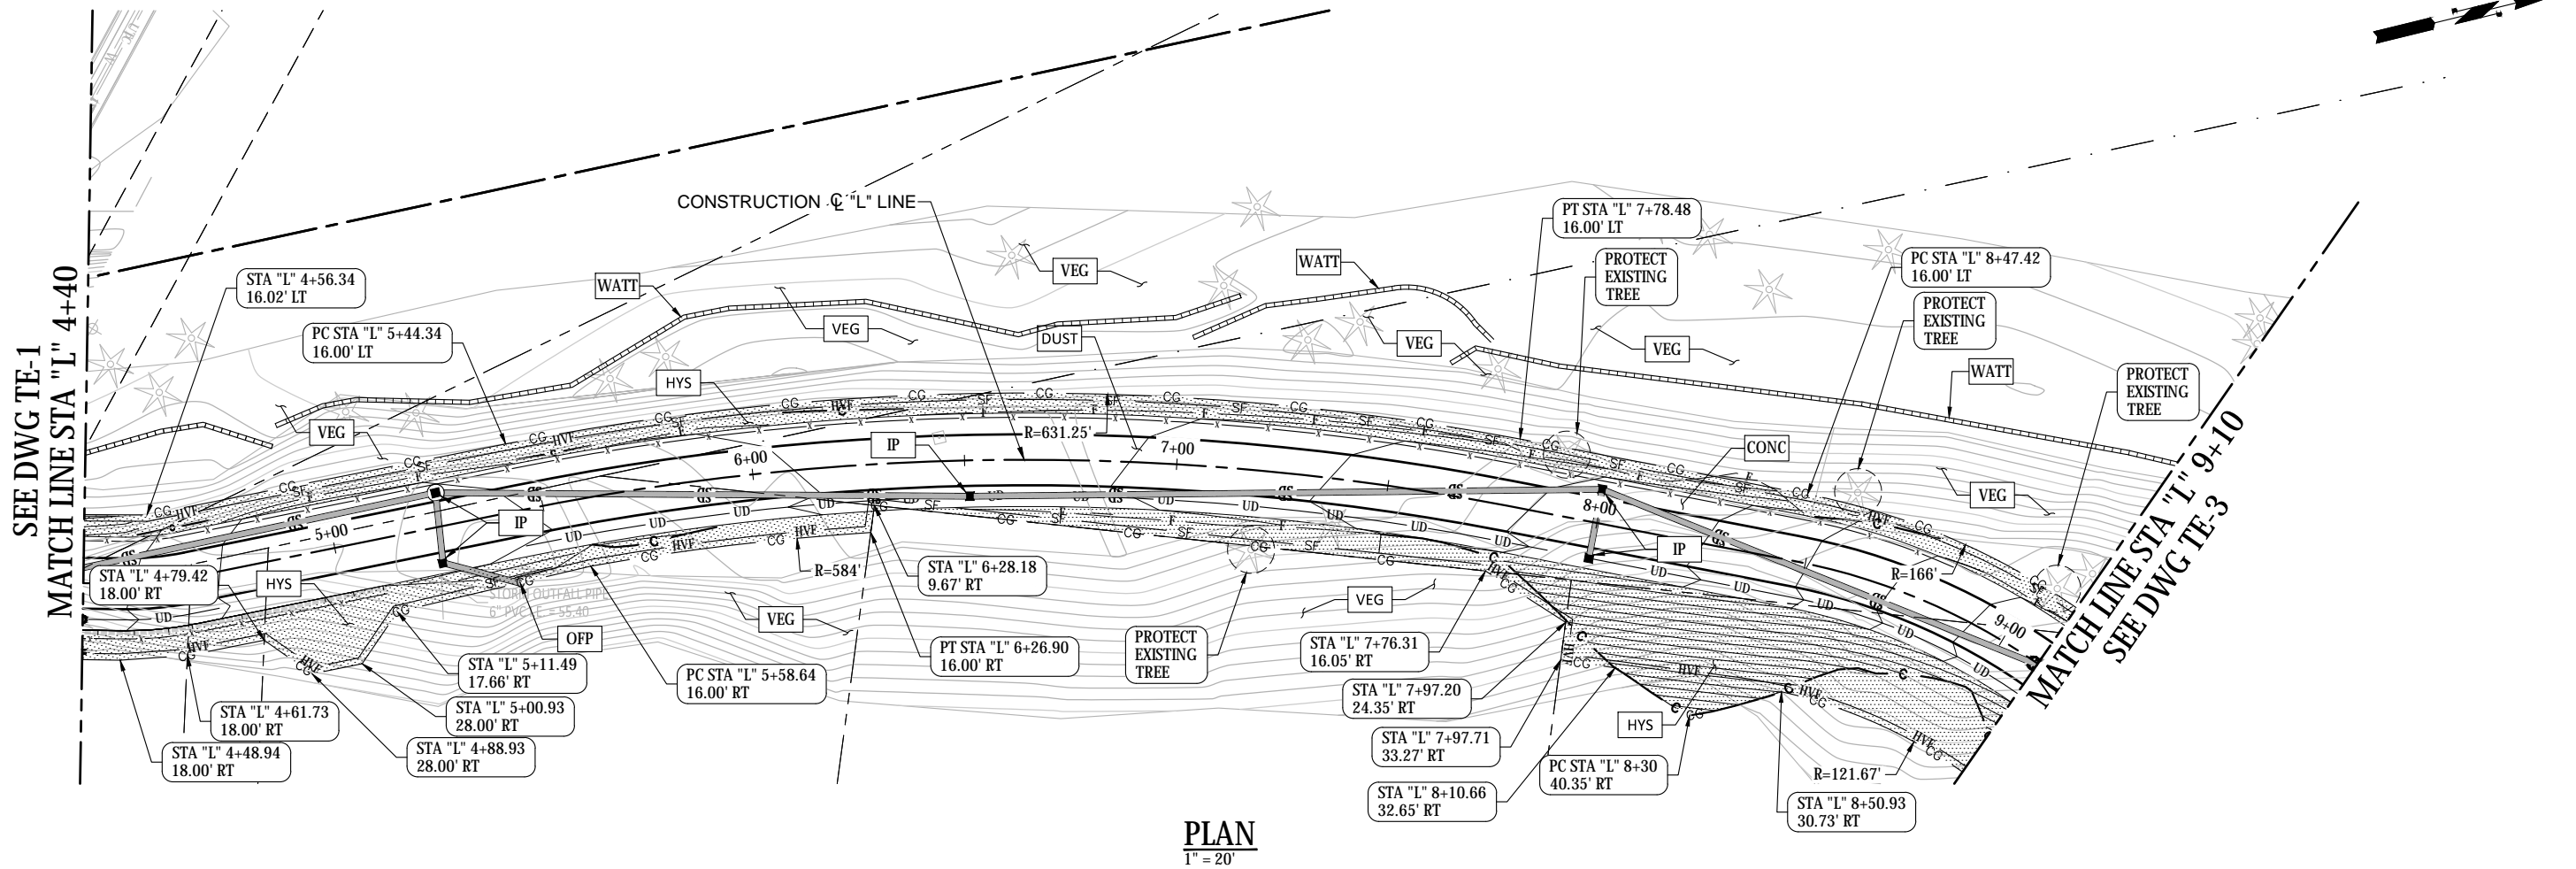 SEE DWG TE-1
MATCH LINE STA "L" 4+40
CONSTRUCTION ℄ "L" LINE
STA "L" 4+56.34
16.02' LT
PC STA "L" 5+44.34
16.00' LT
WATT
VEG
VEG
WATT
PT STA "L" 7+78.48
16.00' LT
PROTECT
EXISTING
TREE
PC STA "L" 8+47.42
16.00' LT
PROTECT
EXISTING
TREE
DUST
VEG
VEG
WATT
PROTECT
EXISTING
TREE
HYS
VEG
IP
R=631.25'
CONC
VEG
6+00
7+00
8+00
5+00
9+00
IP
IP
R=166'
STA "L" 4+79.42
18.00' RT
HYS
R=584'
STA "L" 6+28.18
9.67' RT
STORM OUTFALL PIPE
6" PVC I.E. = 55.40
OFP
VEG
VEG
PT STA "L" 6+26.90
16.00' RT
PROTECT
EXISTING
TREE
STA "L" 7+76.31
16.05' RT
STA "L" 5+11.49
17.66' RT
PC STA "L" 5+58.64
16.00' RT
STA "L" 7+97.20
24.35' RT
STA "L" 4+61.73
18.00' RT
STA "L" 5+00.93
28.00' RT
HYS
STA "L" 4+48.94
18.00' RT
STA "L" 4+88.93
28.00' RT
STA "L" 7+97.71
33.27' RT
PC STA "L" 8+30
40.35' RT
R=121.67'
STA "L" 8+10.66
32.65' RT
STA "L" 8+50.93
30.73' RT
MATCH LINE STA "L" 9+10
SEE DWG TE-3
PLAN
1" = 20'